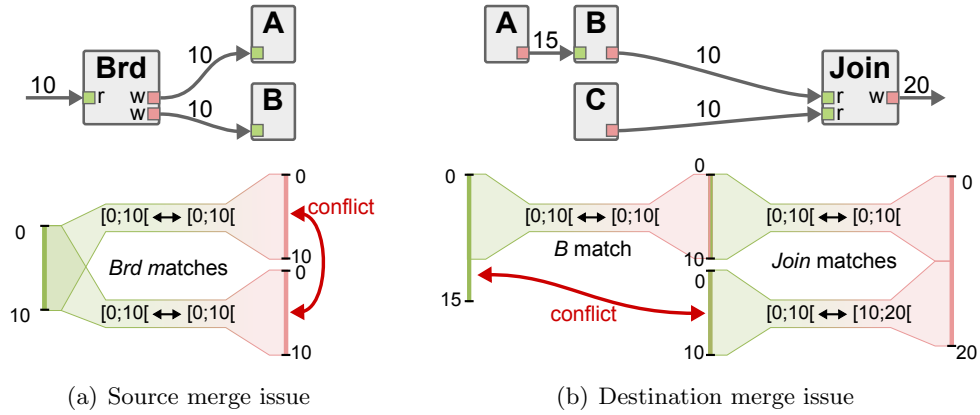 A
10
10
Brd
r
w
w
10
B
0
0
[0;10[ ↔ [0;10[
conflict
Brd matches
10
0
10
[0;10[ ↔ [0;10[
10
(a) Source merge issue
A
15
B
10
Join
r
w
20
r
C
10
0
0
0
[0;10[ ↔ [0;10[
[0;10[ ↔ [0;10[
B match
10
Join matches
0
15
conflict
[0;10[ ↔ [10;20[
10
20
(b) Destination merge issue